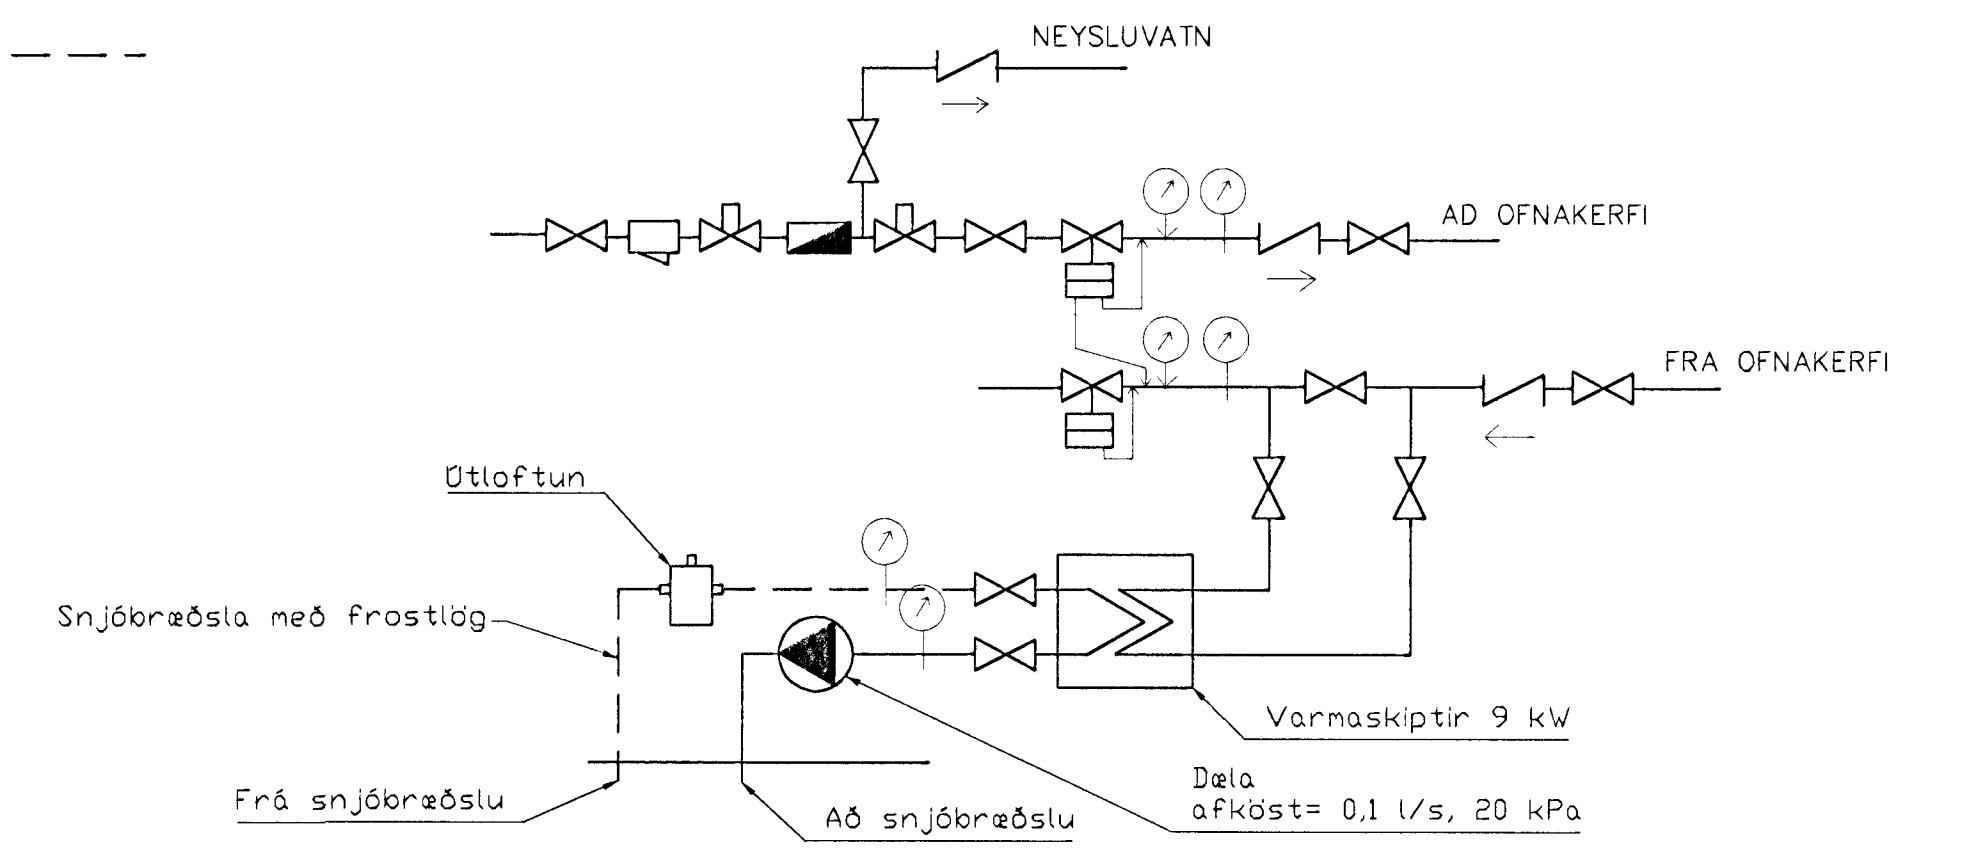 NEYSLUVATN
AD OFNAKERFI
FRA OFNAKERFI
Útloftun
Snjóbræðsla með frostlög
Varmaskiptir 9 kW
Frá snjóbræðslu
Að snjóbræðslu
Dæla
afköst= 0,1 l/s, 20 kPa